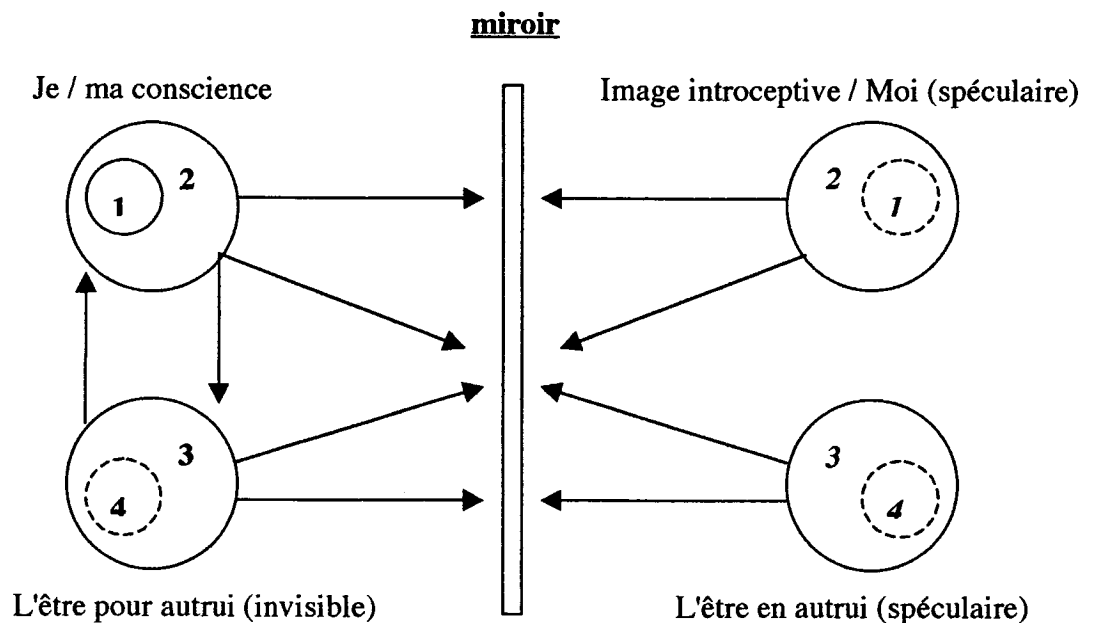 miroir
Je / ma conscience
Image introceptive / Moi (spéculaire)
1 2
2 1
3
4
3
4
L'être pour autrui (invisible)
L'être en autrui (spéculaire)